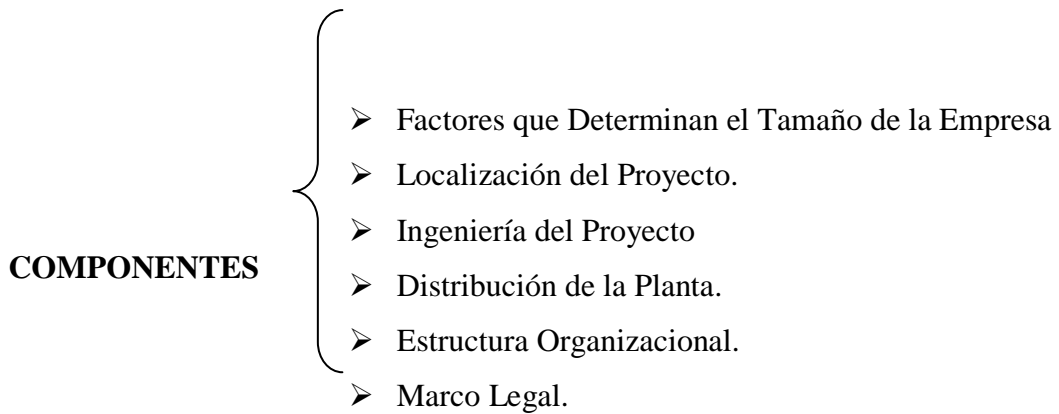 ➢ Factores que Determinan el Tamaño de la Empresa
➢ Localización del Proyecto.
➢ Ingeniería del Proyecto
COMPONENTES
➢ Distribución de la Planta.
➢ Estructura Organizacional.
➢ Marco Legal.